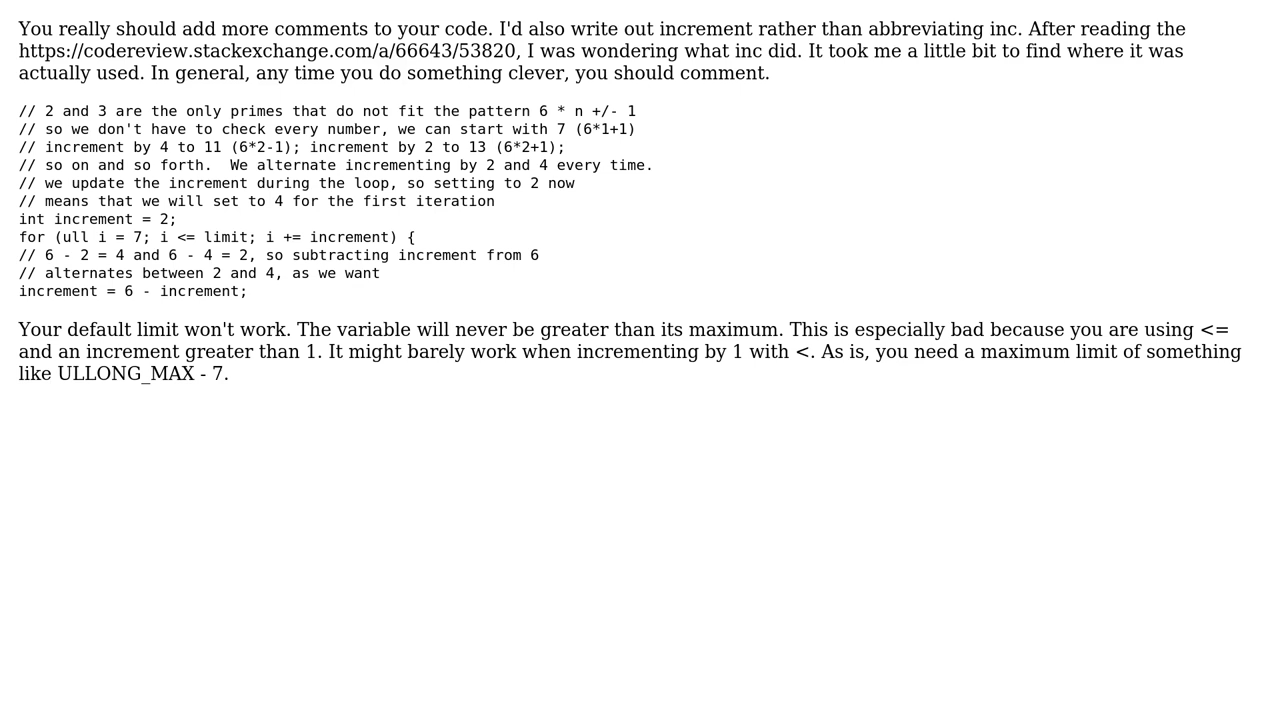 You really should add more comments to your code. I'd also write out increment rather than abbreviating inc. After reading the
https://codereview.stackexchange.com/a/66643/53820, I was wondering what inc did. It took me a little bit to find where it was
actually used. In general, any time you do something clever, you should comment.
// 2 and 3 are the only primes that do not fit the pattern 6 * n +/- 1
// so we don't have to check every number, we can start with 7 (6*1+1)
// increment by 4 to 11 (6*2-1); increment by 2 to 13 (6*2+1);
// so on and so forth.  We alternate incrementing by 2 and 4 every time.
// we update the increment during the loop, so setting to 2 now
// means that we will set to 4 for the first iteration
int increment = 2;
for (ull i = 7; i <= limit; i += increment) {
// 6 - 2 = 4 and 6 - 4 = 2, so subtracting increment from 6
// alternates between 2 and 4, as we want
increment = 6 - increment;
Your default limit won't work. The variable will never be greater than its maximum. This is especially bad because you are using <=
and an increment greater than 1. It might barely work when incrementing by 1 with <. As is, you need a maximum limit of something
like ULLONG_MAX - 7.